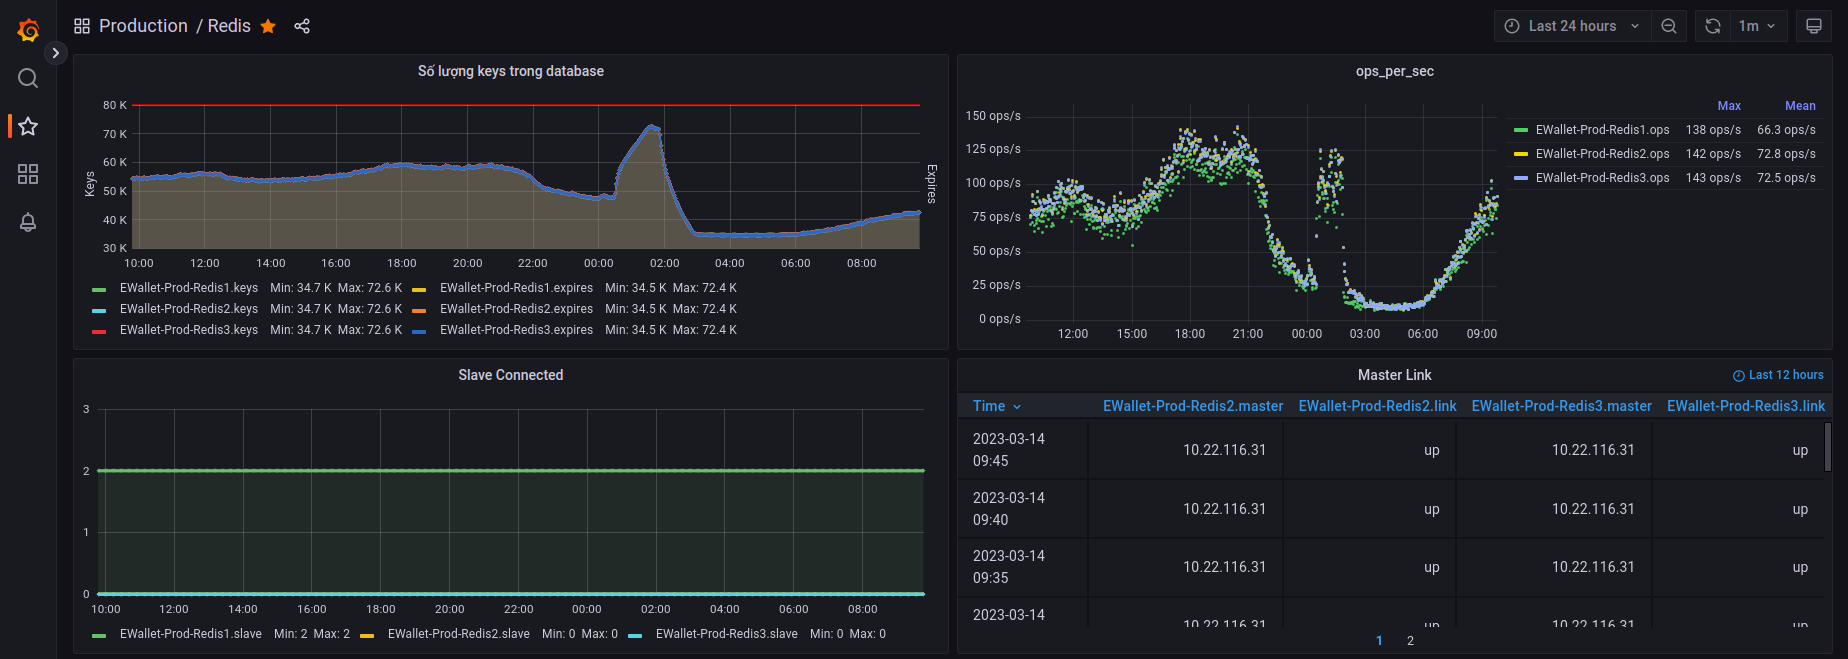 Production / Redis
Last 24 hours
1m
Số lượng keys trong database
80 K
70 K
60 K
50 K
40 K
30 K
Keys
Expires
10:00 12:00 14:00 16:00 18:00 20:00 22:00 00:00 02:00 04:00 06:00 08:00
EWallet-Prod-Redis1.keys Min: 34.7 K Max: 72.6 K EWallet-Prod-Redis1.expires Min: 34.5 K Max: 72.4 K
EWallet-Prod-Redis2.keys Min: 34.7 K Max: 72.6 K EWallet-Prod-Redis2.expires Min: 34.5 K Max: 72.4 K
EWallet-Prod-Redis3.keys Min: 34.7 K Max: 72.6 K EWallet-Prod-Redis3.expires Min: 34.5 K Max: 72.4 K
ops_per_sec
150 ops/s
125 ops/s
100 ops/s
75 ops/s
50 ops/s
25 ops/s
0 ops/s
12:00 15:00 18:00 21:00 00:00 03:00 06:00 09:00
Max Mean
EWallet-Prod-Redis1.ops 138 ops/s 66.3 ops/s
EWallet-Prod-Redis2.ops 142 ops/s 72.8 ops/s
EWallet-Prod-Redis3.ops 143 ops/s 72.5 ops/s
Slave Connected
3
2
1
0
10:00 12:00 14:00 16:00 18:00 20:00 22:00 00:00 02:00 04:00 06:00 08:00
EWallet-Prod-Redis1.slave Min: 2 Max: 2 EWallet-Prod-Redis2.slave Min: 0 Max: 0 EWallet-Prod-Redis3.slave Min: 0 Max: 0
Master Link
Last 12 hours
Time EWallet-Prod-Redis2.master EWallet-Prod-Redis2.link EWallet-Prod-Redis3.master EWallet-Prod-Redis3.link
2023-03-14
09:45 10.22.116.31 up 10.22.116.31 up
2023-03-14
09:40 10.22.116.31 up 10.22.116.31 up
2023-03-14
09:35 10.22.116.31 up 10.22.116.31 up
2023-03-14
10.22.116.31 up 10.22.116.31 up
1 2